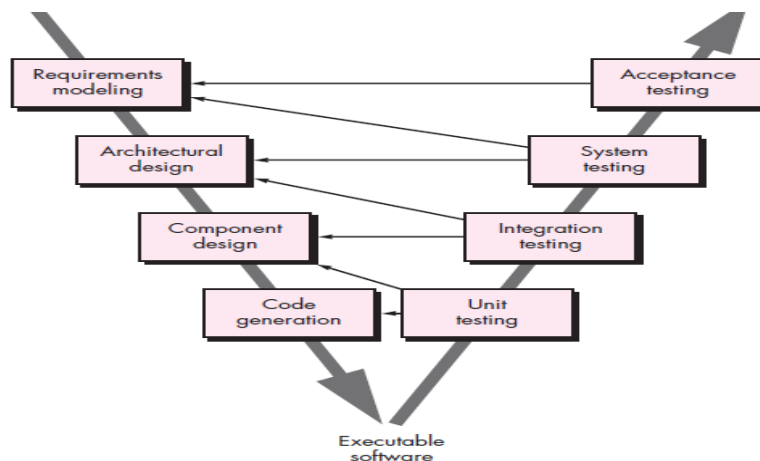 Requirements
modeling
Acceptance
testing
Architectural
design
System
testing
Component
design
Integration
testing
Code
generation
Unit
testing
Executable
software